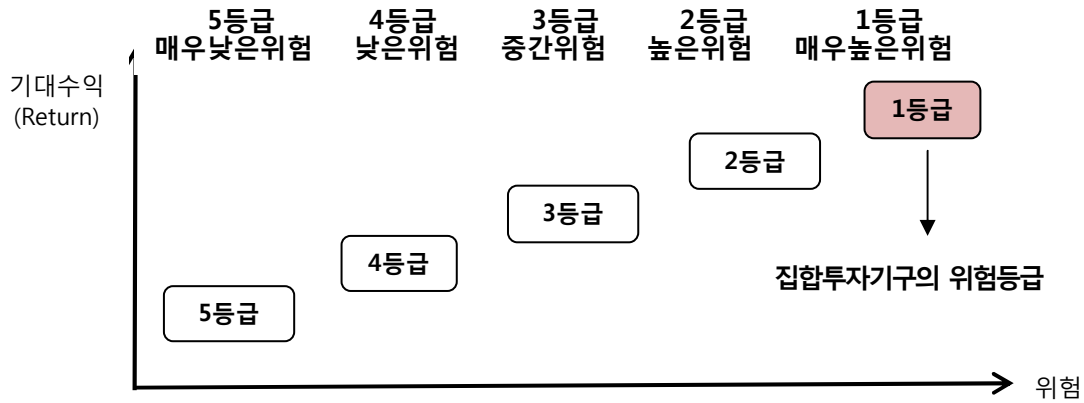 5등급 4등급 3등급 2등급 1등급
매우낮은위험 낮은위험 중간위험 높은위험 매우높은위험
기대수익
(Return)
1등급
2등급
3등급
4등급
집합투자기구의 위험등급
5등급
위험